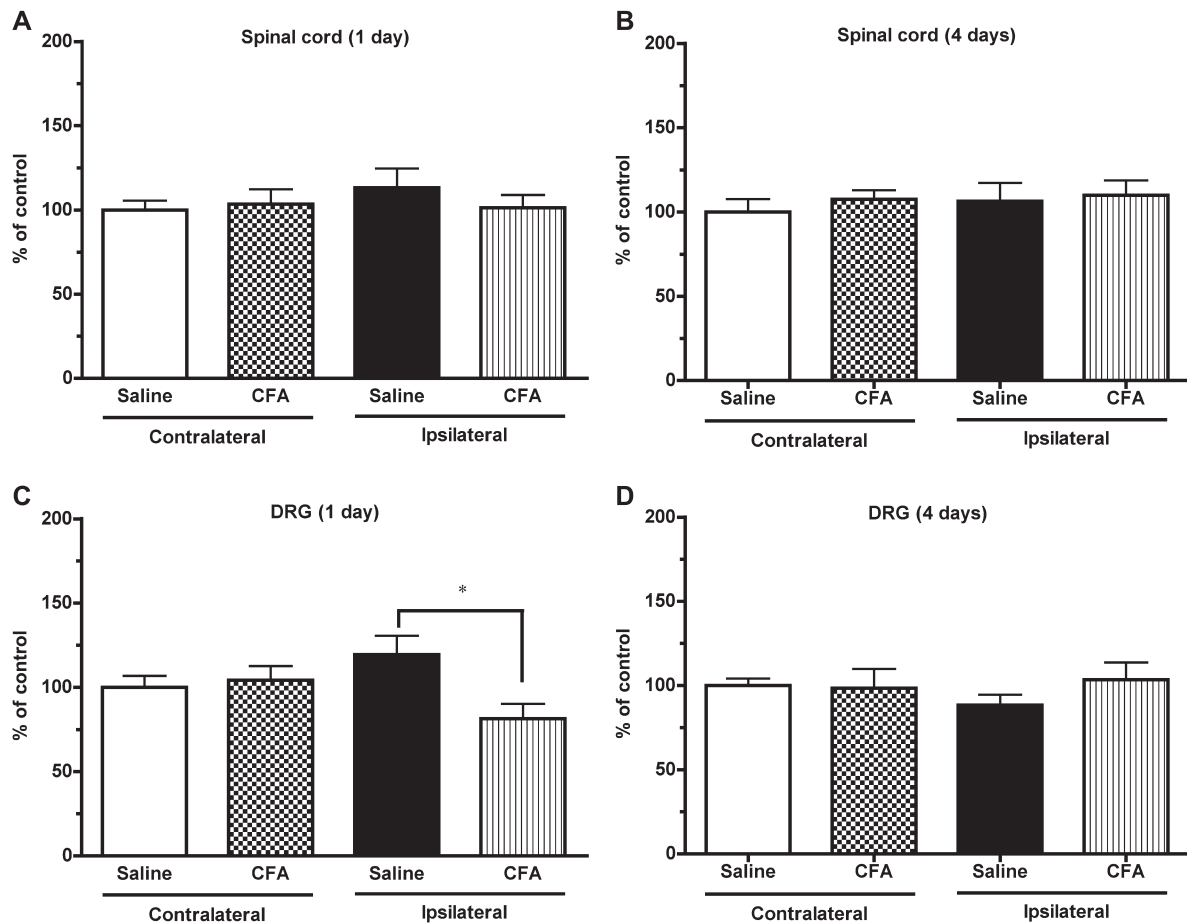 A
Spinal cord (1 day)
% of control
200
150
100
50
0
Saline CFA Saline CFA
Contralateral Ipsilateral
B
Spinal cord (4 days)
% of control
200
150
100
50
0
Saline CFA Saline CFA
Contralateral Ipsilateral
C
DRG (1 day)
% of control
200
150
100
50
0
*
Saline CFA Saline CFA
Contralateral Ipsilateral
D
DRG (4 days)
% of control
200
150
100
50
0
Saline CFA Saline CFA
Contralateral Ipsilateral